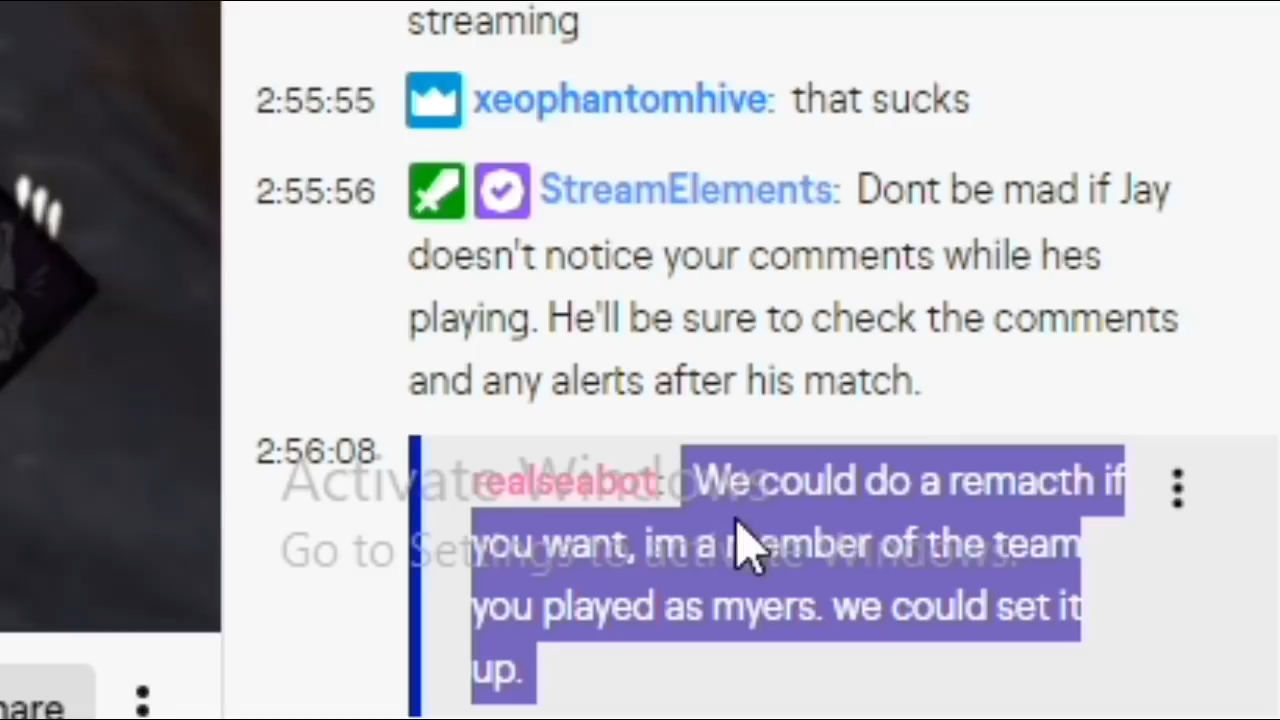 streaming
2:55:55 xeophantomhive: that sucks
2:55:56 StreamElements: Dont be mad if Jay
doesn't notice your comments while hes
playing. He'll be sure to check the comments
and any alerts after his match.
2:56:08 realseabot: We could do a remacth if
you want, im a member of the team
you played as myers. we could set it
up.
Activate Windows
Go to Settings to activate Windows.